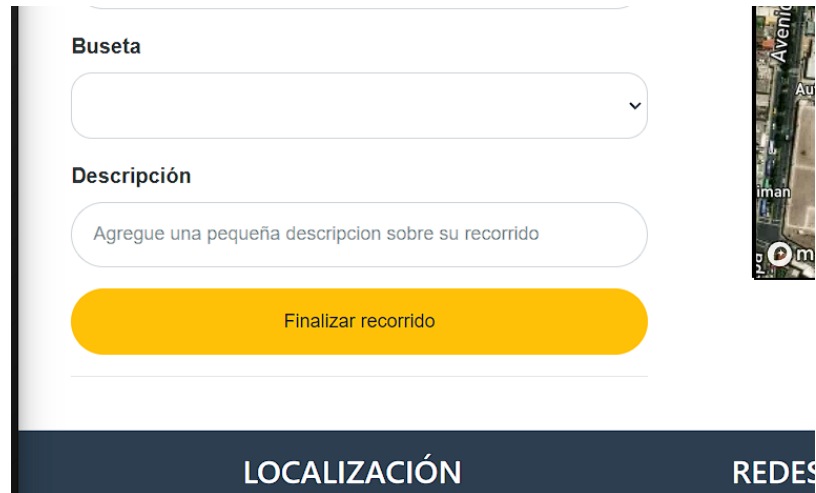 Buseta
Descripción
Agregue una pequeña descripcion sobre su recorrido
Finalizar recorrido
LOCALIZACIÓN